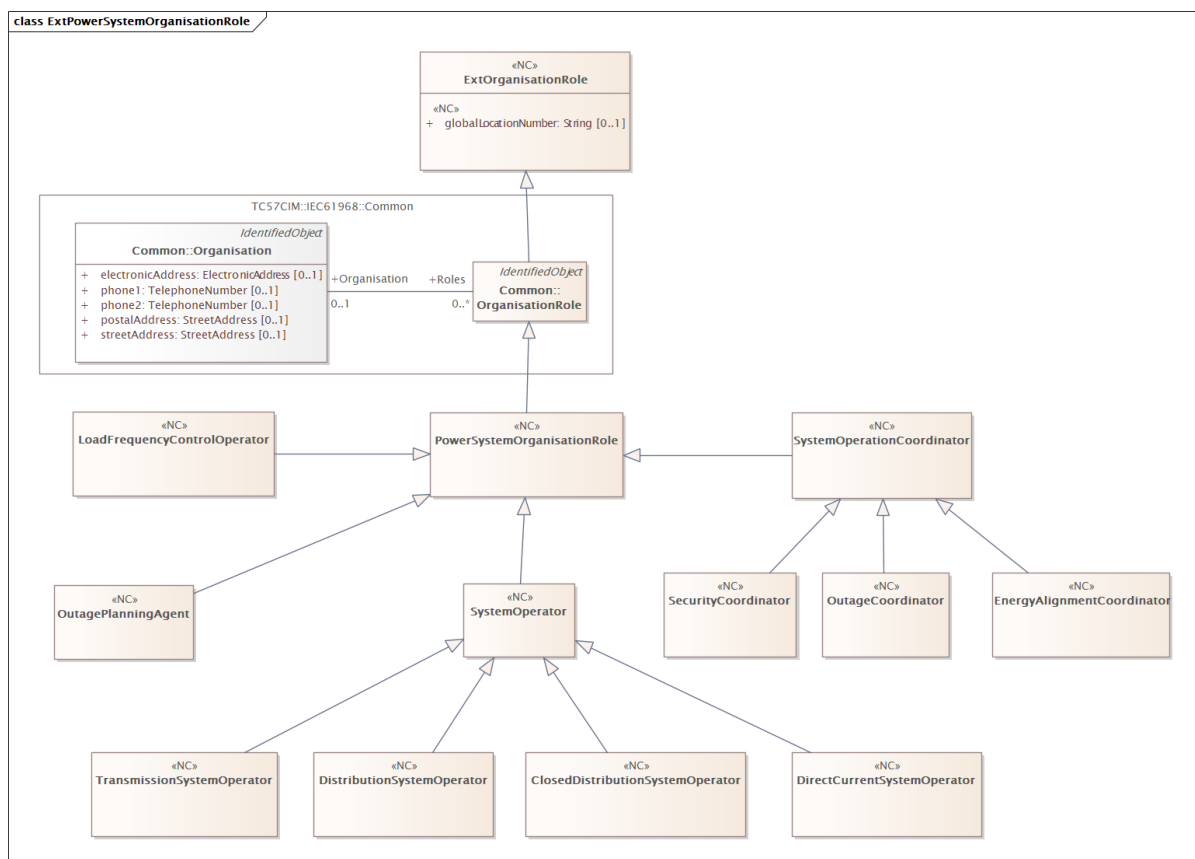 class ExtPowerSystemOrganisationRole
«NC»
ExtOrganisationRole
«NC»
+ globalLocationNumber: String [0..1]
TC57CIM::IEC61968::Common
IdentifiedObject
Common::Organisation
+ electronicAddress: ElectronicAddress [0..1]
+ phone1: TelephoneNumber [0..1]
+ phone2: TelephoneNumber [0..1]
+ postalAddress: StreetAddress [0..1]
+ streetAddress: StreetAddress [0..1]
+Organisation
0..1
+Roles
0..*
IdentifiedObject
Common::
OrganisationRole
«NC»
LoadFrequencyControlOperator
«NC»
PowerSystemOrganisationRole
«NC»
SystemOperationCoordinator
«NC»
OutagePlanningAgent
«NC»
SystemOperator
«NC»
SecurityCoordinator
«NC»
OutageCoordinator
«NC»
EnergyAlignmentCoordinator
«NC»
TransmissionSystemOperator
«NC»
DistributionSystemOperator
«NC»
ClosedDistributionSystemOperator
«NC»
DirectCurrentSystemOperator